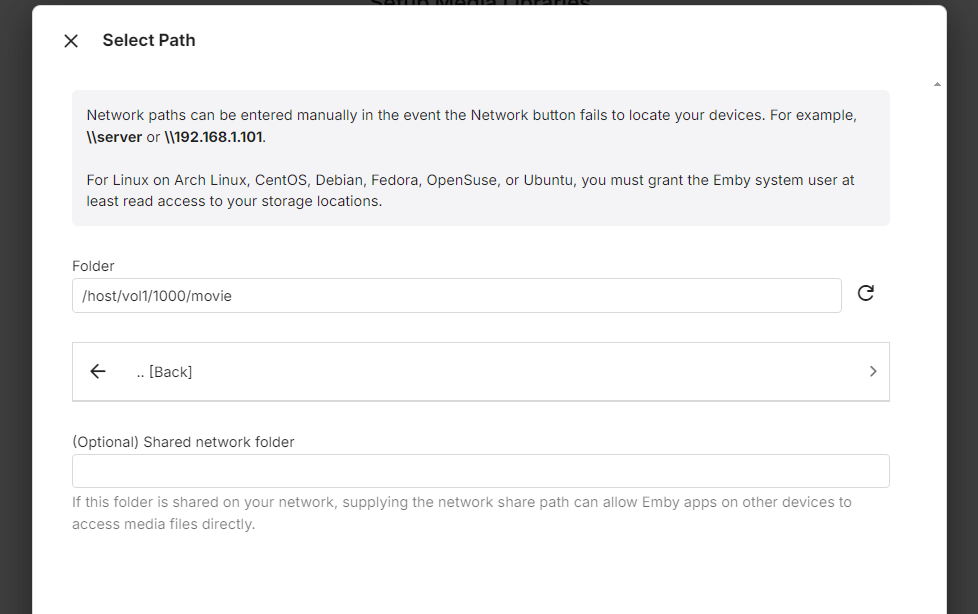 Setup Media Libraries
Select Path
Network paths can be entered manually in the event the Network button fails to locate your devices. For example,
\\server or \\192.168.1.101.
For Linux on Arch Linux, CentOS, Debian, Fedora, OpenSuse, or Ubuntu, you must grant the Emby system user at
least read access to your storage locations.
Folder
/host/vol1/1000/movie
.. [Back]
(Optional) Shared network folder
If this folder is shared on your network, supplying the network share path can allow Emby apps on other devices to
access media files directly.